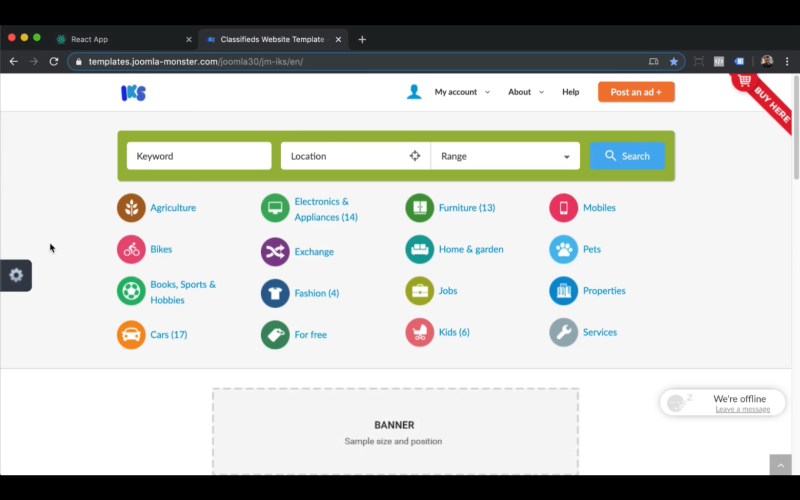 React App
Classifieds Website Template -
templates.joomla-monster.com/joomla30/jm-iks/en/
IKS
My account
About
Help
Post an ad +
BUY HERE
Keyword
Location
Range
Search
Agriculture
Electronics &
Appliances (14)
Furniture (13)
Mobiles
Bikes
Exchange
Home & garden
Pets
Books, Sports &
Hobbies
Fashion (4)
Jobs
Properties
Cars (17)
For free
Kids (6)
Services
BANNER
Sample size and position
We're offline
Leave a message